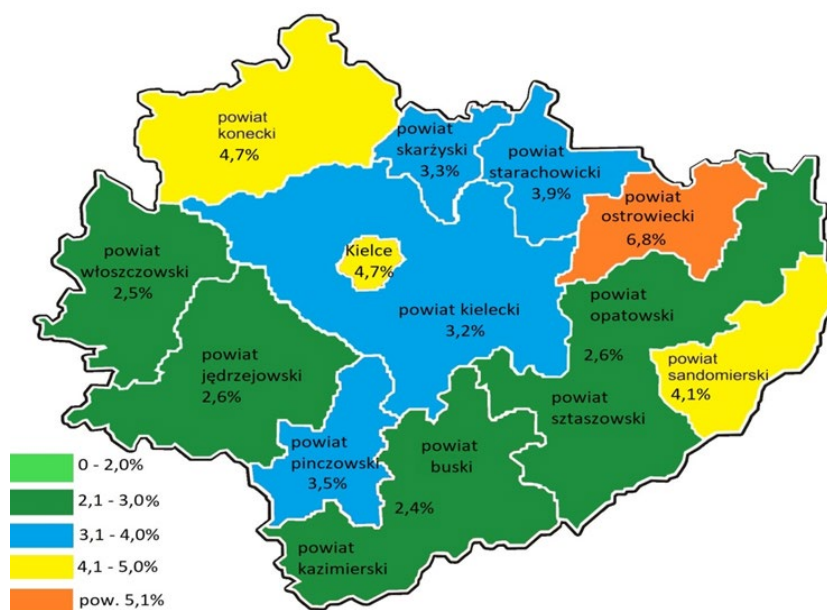 powiat
konecki
4,7%
powiat
skarżyski
3,3%
powiat
starachowicki
3,9%
powiat
ostrowiecki
6,8%
powiat
włoszczowski
2,5%
Kielce
4,7%
powiat kielecki
3,2%
powiat
opatowski
2,6%
powiat
sandomierski
4,1%
powiat
jędrzejowski
2,6%
powiat
sztaszowski
powiat
pinczowski
3,5%
powiat
buski
2,4%
powiat
kazimierski
0 - 2,0%
2,1 - 3,0%
3,1 - 4,0%
4,1 - 5,0%
pow. 5,1%